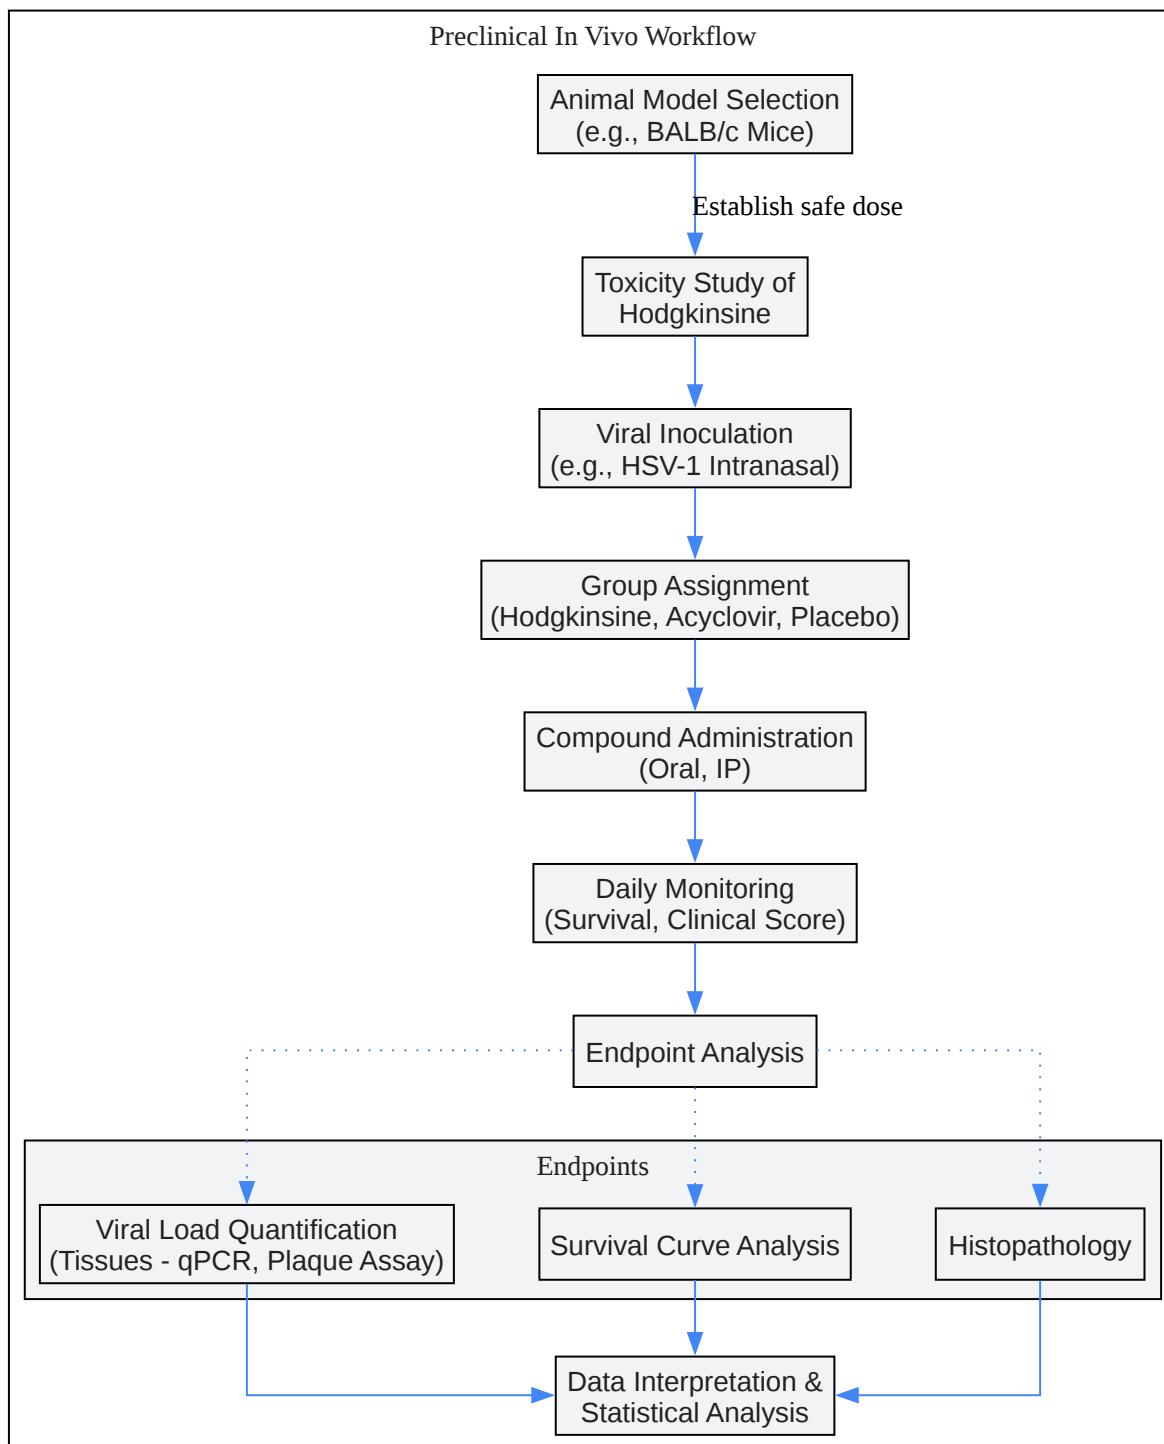 Preclinical In Vivo Workflow
Animal Model Selection
(e.g., BALB/c Mice)
Establish safe dose
Toxicity Study of
Hodgkinsine
Viral Inoculation
(e.g., HSV-1 Intranasal)
Group Assignment
(Hodgkinsine, Acyclovir, Placebo)
Compound Administration
(Oral, IP)
Daily Monitoring
(Survival, Clinical Score)
Endpoint Analysis
Endpoints
Viral Load Quantification
(Tissues - qPCR, Plaque Assay)
Survival Curve Analysis
Histopathology
Data Interpretation &
Statistical Analysis